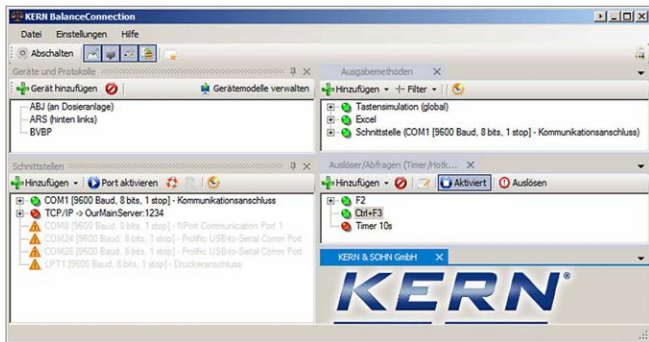 KERN BalanceConnection
Datei Einstellungen Hilfe
Abschalten
Geräte und Protokolle
Gerät hinzufügen Gerätemodelle verwalten
ABJ (an Dosieranlage)
ARS (hinten links)
BVBP
Ausgabemethoden
Hinzufügen Filter
Tastensimulation (global)
Excel
Schnittstelle (COM1 [9600 Baud, 8 bits, 1 stop] - Kommunikationsanschluss)
Schnittstellen
Hinzufügen Port aktivieren
COM1 [9600 Baud, 8 bits, 1 stop] - Kommunikationsanschluss
TCP/IP -> OurMainServer:1234
COM8 [9600 Baud, 8 bits, 1 stop] - NPort Communication Port 1
COM24 [9600 Baud, 8 bits, 1 stop] - Prolific USB-to-Serial Comm Port
COM26 [9600 Baud, 8 bits, 1 stop] - Prolific USB-to-Serial Comm Port
LPT1 [9600 Baud, 8 bits, 1 stop] - Druckeranschluss
Auslöser/Abfragen (Timer/Hotk...
Hinzufügen Aktiviert Auslösen
F2
Ctrl+F3
Timer 10s
KERN & SOHN GmbH
KERN